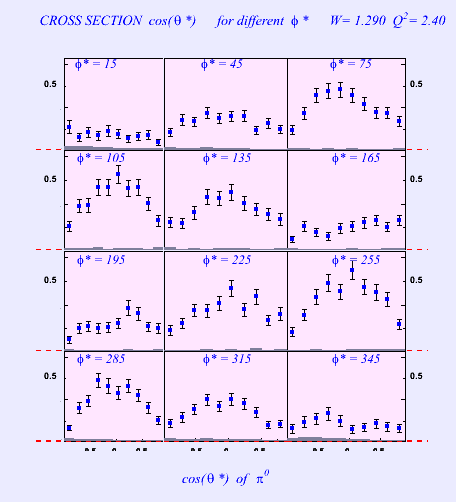 CROSS SECTION cos(θ*) for different ϕ* W= 1.290 Q²= 2.40
ϕ* = 15 ϕ* = 45 ϕ* = 75
0.5 0.5
ϕ* = 105 ϕ* = 135 ϕ* = 165
0.5 0.5
ϕ* = 195 ϕ* = 225 ϕ* = 255
0.5 0.5
ϕ* = 285 ϕ* = 315 ϕ* = 345
0.5 0.5
cos(θ*) of π⁰